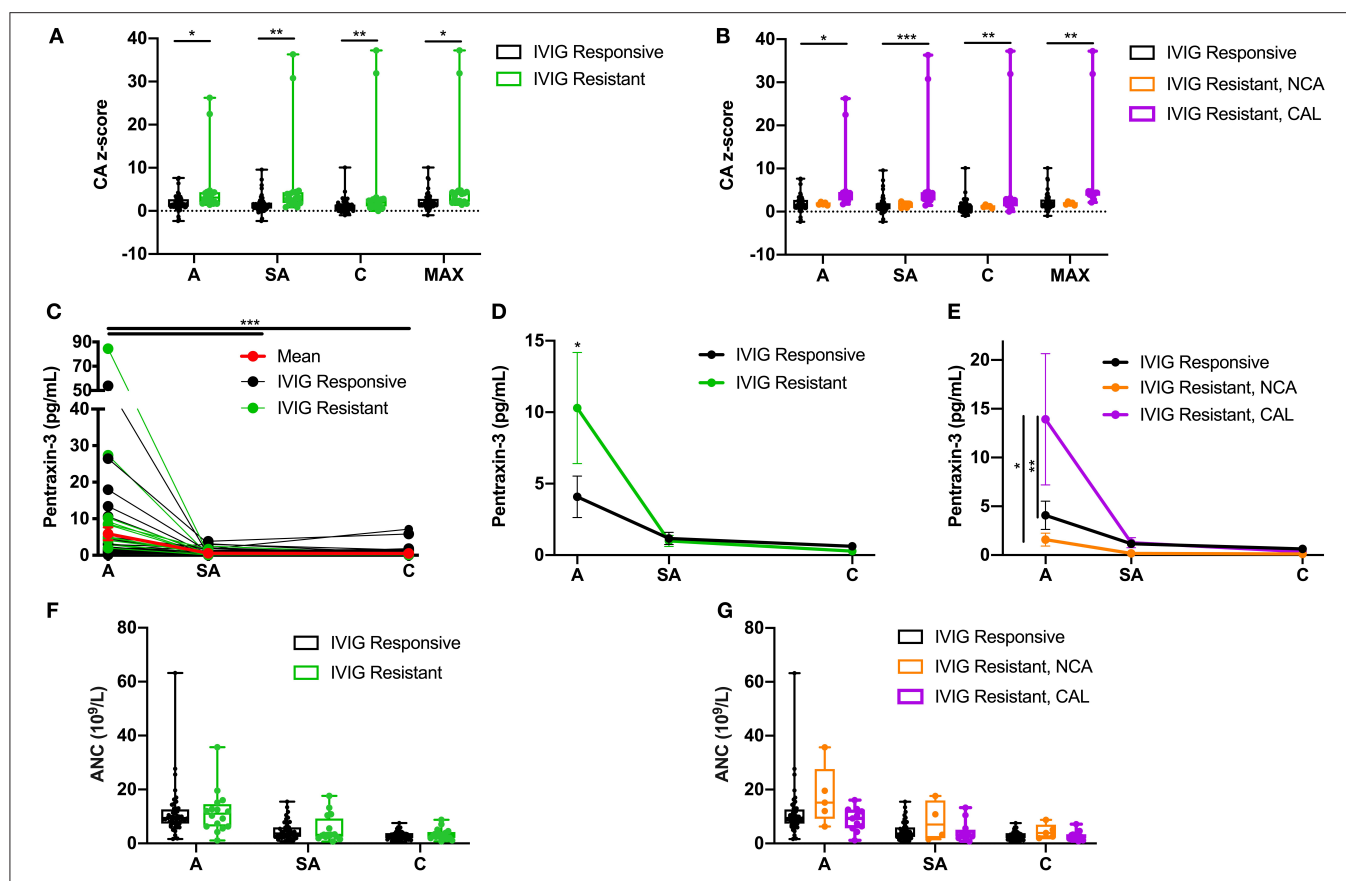 A
CA z-score
40
30
20
10
0
-10
*
**
**
*
A
SA
C
MAX
IVIG Responsive
IVIG Resistant
B
CA z-score
40
30
20
10
0
-10
*
***
**
**
A
SA
C
MAX
IVIG Responsive
IVIG Resistant, NCA
IVIG Resistant, CAL
C
Pentraxin-3 (pg/mL)
90
70
50
40
30
20
10
0
***
A
SA
C
Mean
IVIG Responsive
IVIG Resistant
D
Pentraxin-3 (pg/mL)
15
10
5
0
*
A
SA
C
IVIG Responsive
IVIG Resistant
E
Pentraxin-3 (pg/mL)
20
15
10
5
0
*
**
A
SA
C
IVIG Responsive
IVIG Resistant, NCA
IVIG Resistant, CAL
F
ANC (10⁹/L)
80
60
40
20
0
A
SA
C
IVIG Responsive
IVIG Resistant
G
ANC (10⁹/L)
80
60
40
20
0
A
SA
C
IVIG Responsive
IVIG Resistant, NCA
IVIG Resistant, CAL